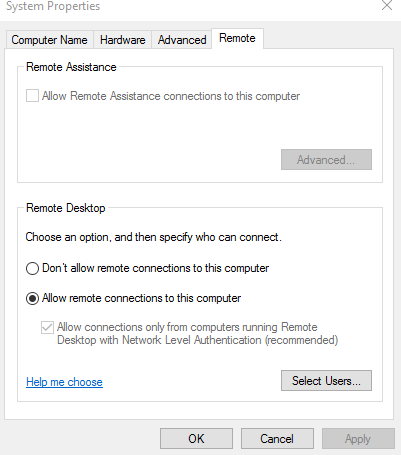 System Properties
Computer Name Hardware Advanced Remote
Remote Assistance
Allow Remote Assistance connections to this computer
Advanced...
Remote Desktop
Choose an option, and then specify who can connect.
Don't allow remote connections to this computer
Allow remote connections to this computer
Allow connections only from computers running Remote
Desktop with Network Level Authentication (recommended)
Help me choose Select Users...
OK Cancel Apply